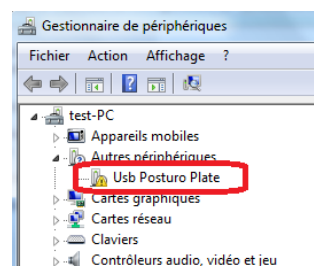 Gestionnaire de périphériques
Fichier Action Affichage ?
test-PC
Appareils mobiles
Autres périphériques
Usb Posturo Plate
Cartes graphiques
Cartes réseau
Claviers
Contrôleurs audio, vidéo et jeu